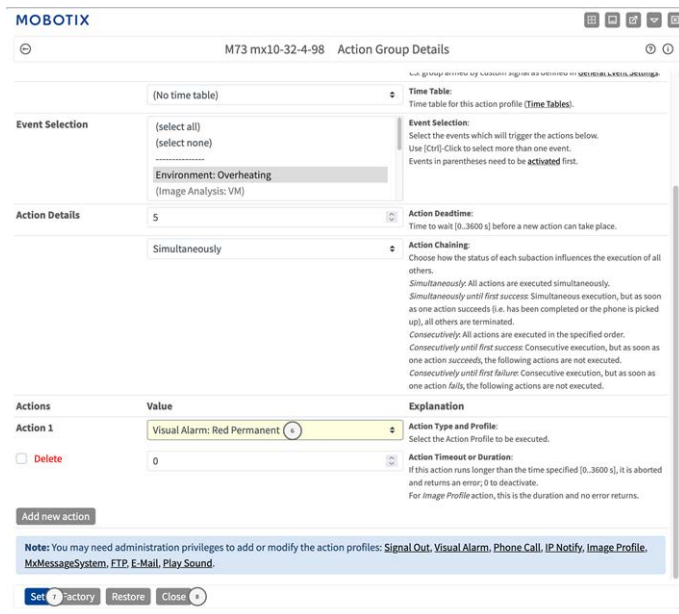 MOBOTIX
M73 mx10-32-4-98 Action Group Details
C.s. group armed by custom signal as defined in General Event Settings.
(No time table)
Time Table:
Time table for this action profile (Time Tables).
Event Selection
(select all)
(select none)
---------------
Environment: Overheating
(Image Analysis: VM)
Event Selection:
Select the events which will trigger the actions below.
Use [Ctrl]-Click to select more than one event.
Events in parentheses need to be activated first.
Action Details
5
Action Deadtime:
Time to wait [0..3600 s] before a new action can take place.
Simultaneously
Action Chaining:
Choose how the status of each subaction influences the execution of all
others.
Simultaneously: All actions are executed simultaneously.
Simultaneously until first success: Simultaneous execution, but as soon
as one action succeeds (i.e. has been completed or the phone is picked
up), all others are terminated.
Consecutively: All actions are executed in the specified order.
Consecutively until first success: Consecutive execution, but as soon as
one action succeeds, the following actions are not executed.
Consecutively until first failure: Consecutive execution, but as soon as
one action fails, the following actions are not executed.
Actions Value Explanation
Action 1
Visual Alarm: Red Permanent 6
Action Type and Profile:
Select the Action Profile to be executed.
Delete
0
Action Timeout or Duration:
If this action runs longer than the time specified [0..3600 s], it is aborted
and returns an error; 0 to deactivate.
For Image Profile action, this is the duration and no error returns.
Add new action
Note: You may need administration privileges to add or modify the action profiles: Signal Out, Visual Alarm, Phone Call, IP Notify, Image Profile,
MxMessageSystem, FTP, E-Mail, Play Sound.
Set 7 Factory Restore Close 8